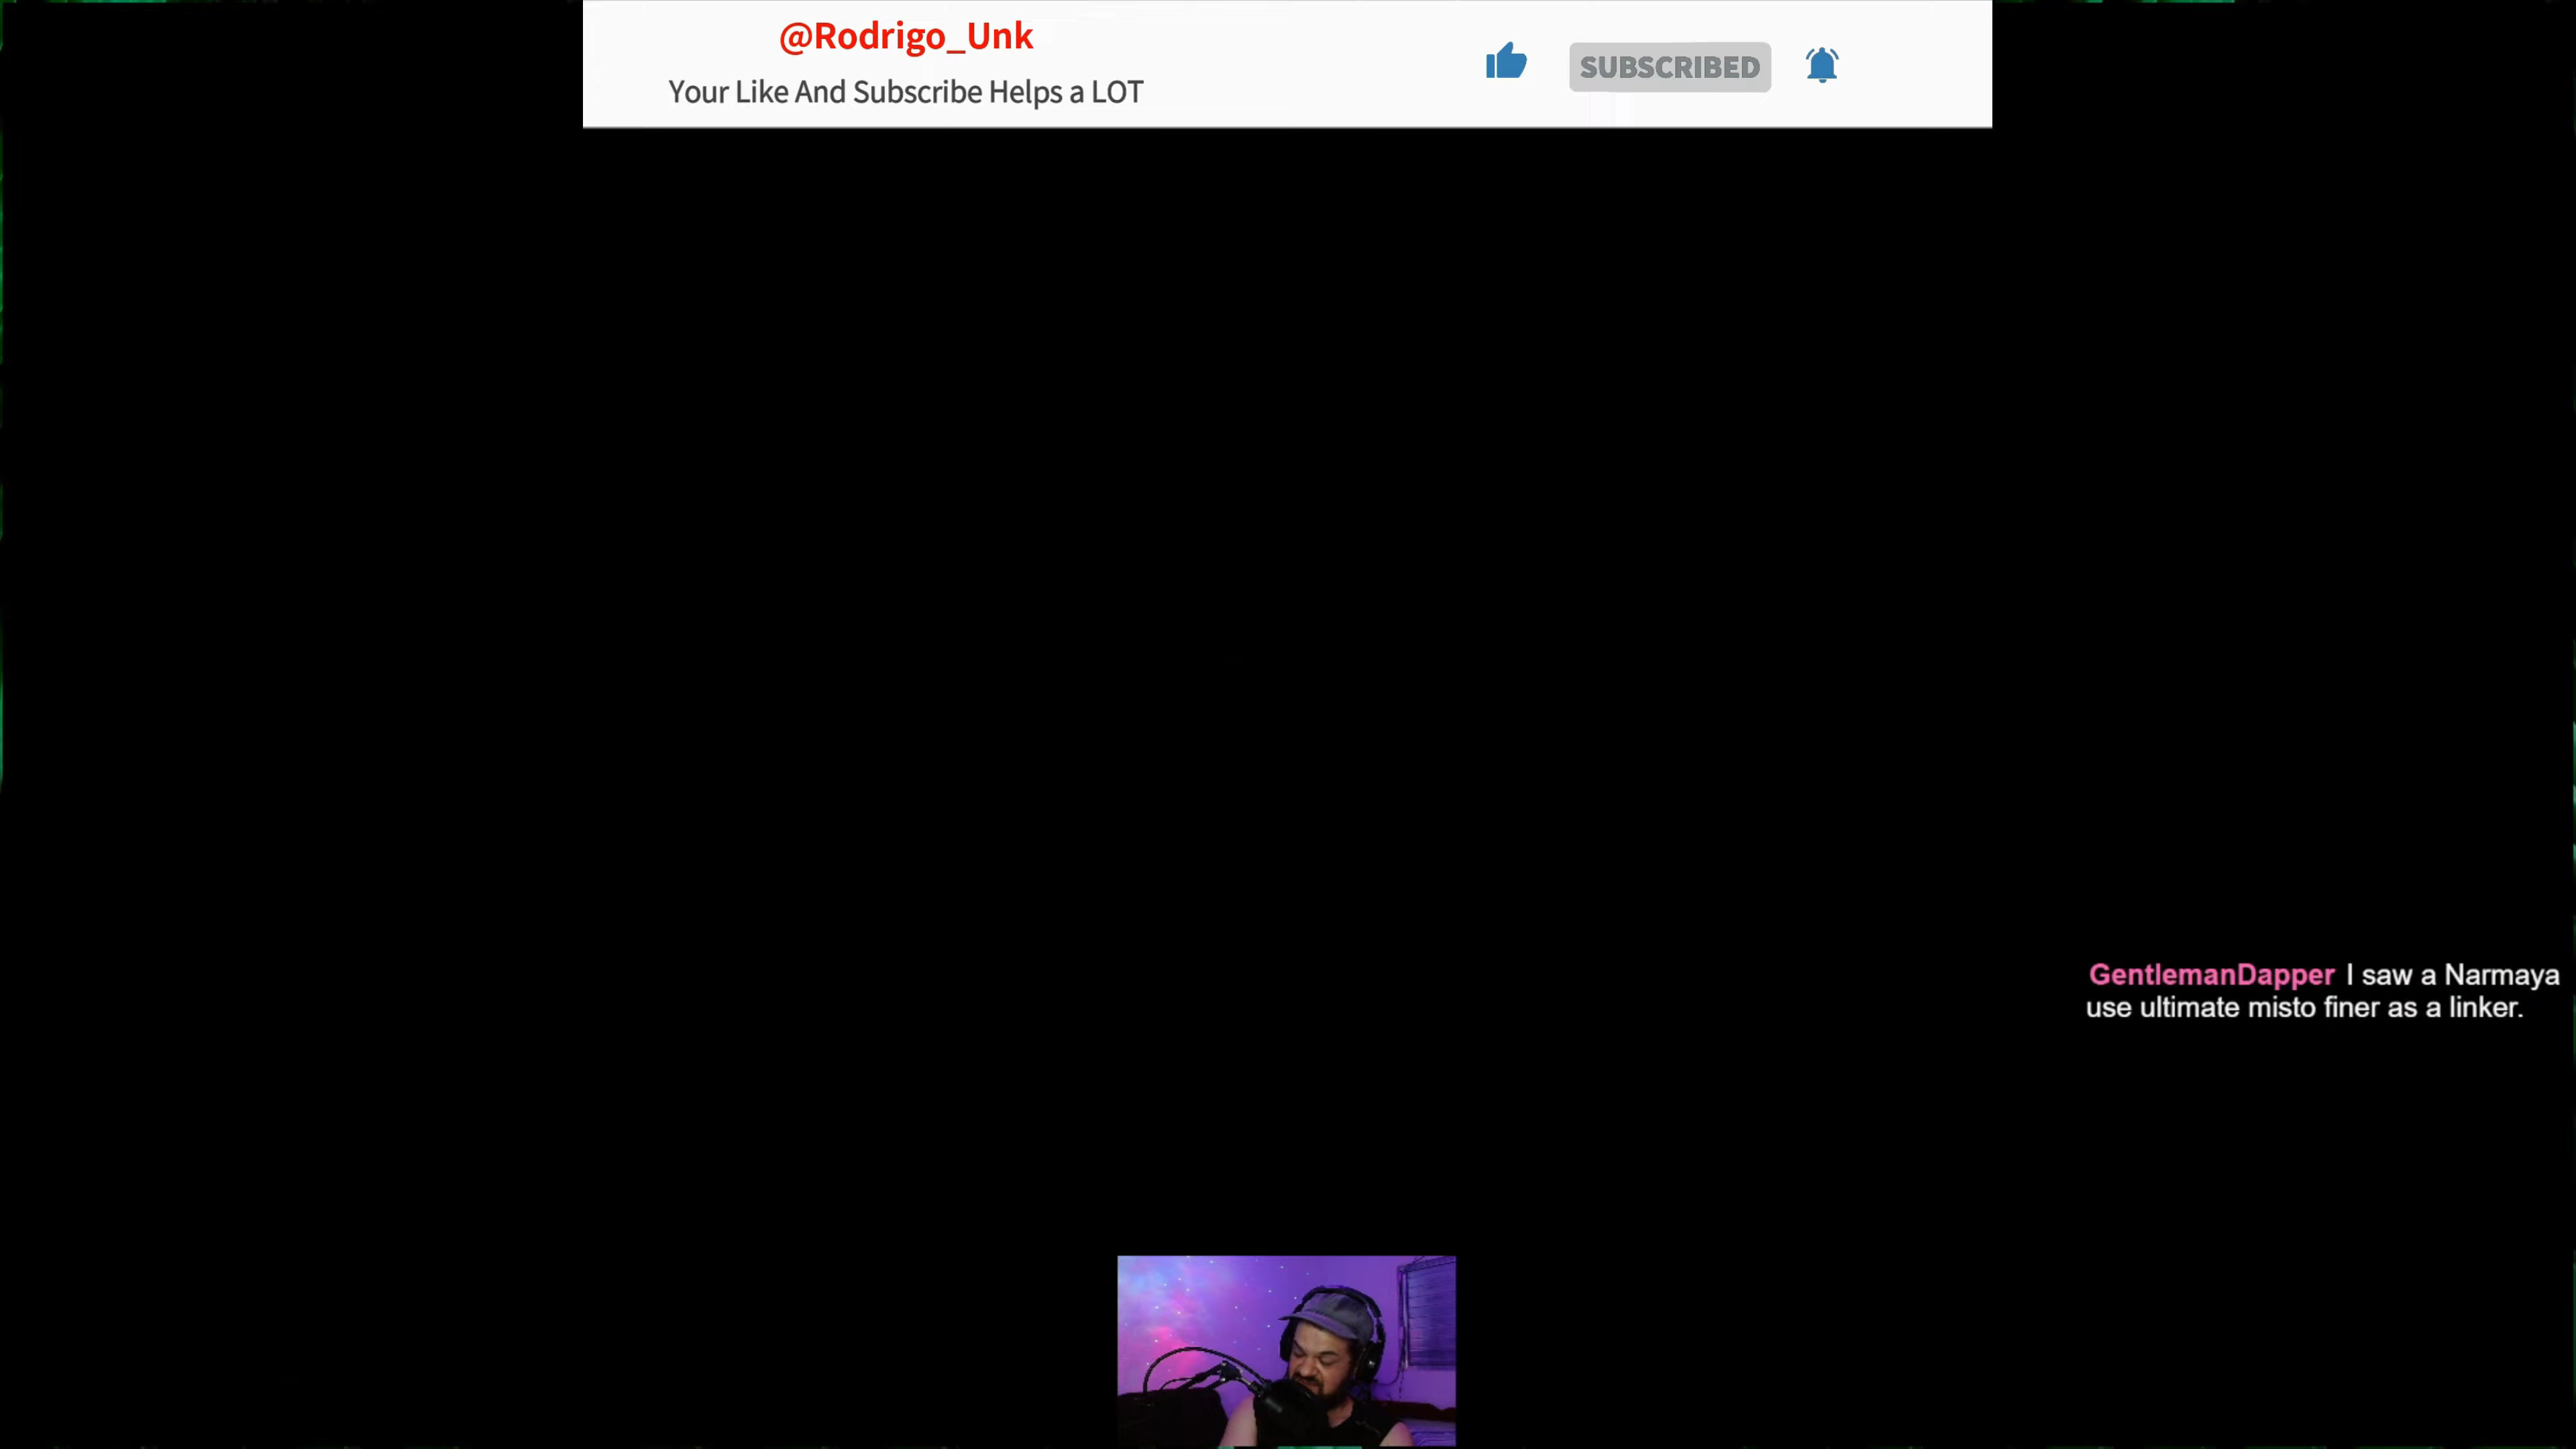 @Rodrigo_Unk
Your Like And Subscribe Helps a LOT
SUBSCRIBED
GentlemanDapper I saw a Narmaya
use ultimate misto finer as a linker.